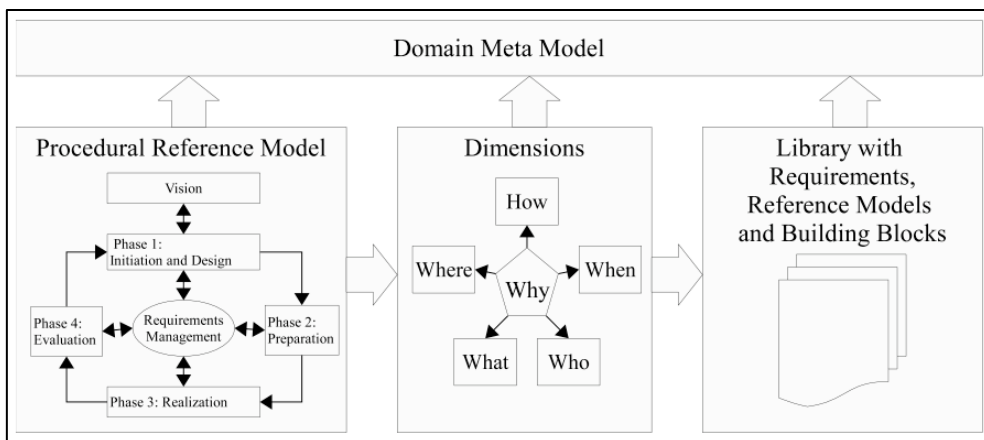 Domain Meta Model
Procedural Reference Model
Vision
Phase 1:
Initiation and Design
Phase 4:
Evaluation
Requirements
Management
Phase 2:
Preparation
Phase 3: Realization
Dimensions
How
Where
When
Why
What
Who
Library with
Requirements,
Reference Models
and Building Blocks